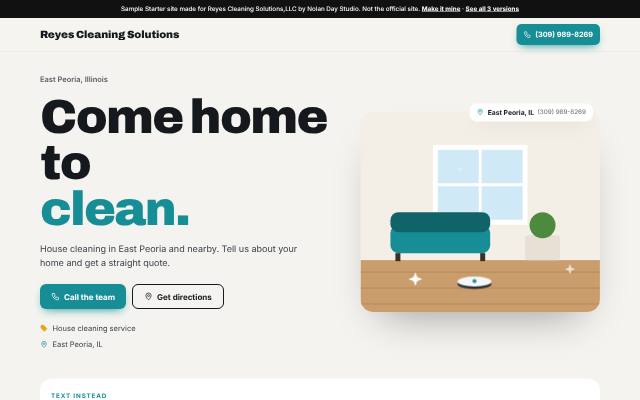 Sample Starter site made for Reyes Cleaning Solutions,LLC by Nolan Day Studio. Not the official site. Make it mine · See all 3 versions
Reyes Cleaning Solutions
(309) 989-8269
East Peoria, Illinois
Come home
to
clean.
House cleaning in East Peoria and nearby. Tell us about your
home and get a straight quote.
Call the team
Get directions
House cleaning service
East Peoria, IL
East Peoria, IL (309) 989-8269
TEXT INSTEAD